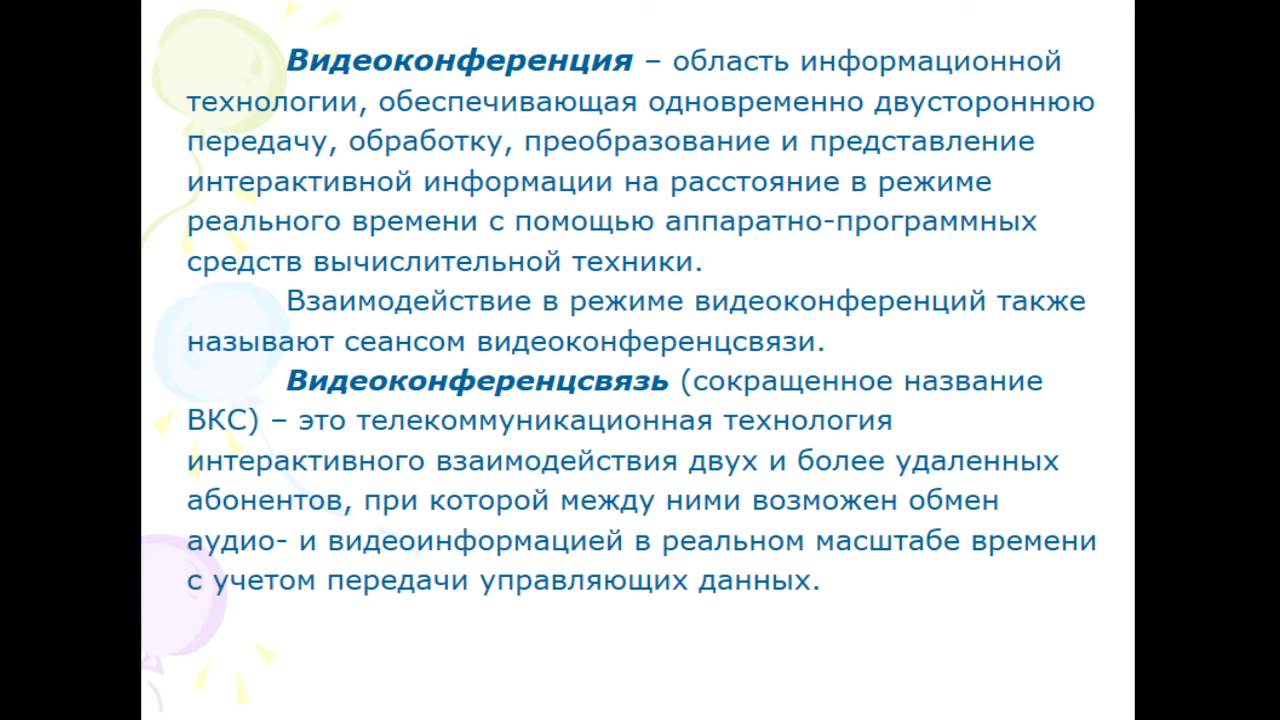 Видеоконференция – область информационной
технологии, обеспечивающая одновременно двустороннюю
передачу, обработку, преобразование и представление
интерактивной информации на расстояние в режиме
реального времени с помощью аппаратно-программных
средств вычислительной техники.
Взаимодействие в режиме видеоконференций также
называют сеансом видеоконференцсвязи.
Видеоконференцсвязь (сокращенное название
ВКС) – это телекоммуникационная технология
интерактивного взаимодействия двух и более удаленных
абонентов, при которой между ними возможен обмен
аудио- и видеоинформацией в реальном масштабе времени
с учетом передачи управляющих данных.